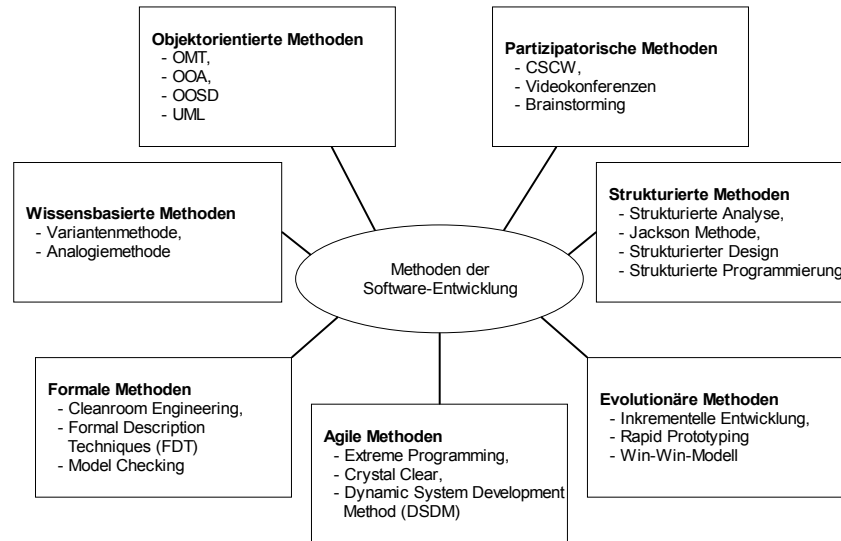 Objektorientierte Methoden
- OMT,
- OOA,
- OOSD
- UML
Partizipatorische Methoden
- CSCW,
- Videokonferenzen
- Brainstorming
Wissensbasierte Methoden
- Variantenmethode,
- Analogiemethode
Strukturierte Methoden
- Strukturierte Analyse,
- Jackson Methode,
- Strukturierter Design
- Strukturierte Programmierung
Methoden der
Software-Entwicklung
Formale Methoden
- Cleanroom Engineering,
- Formal Description
Techniques (FDT)
- Model Checking
Agile Methoden
- Extreme Programming,
- Crystal Clear,
- Dynamic System Development
Method (DSDM)
Evolutionäre Methoden
- Inkrementelle Entwicklung,
- Rapid Prototyping
- Win-Win-Modell